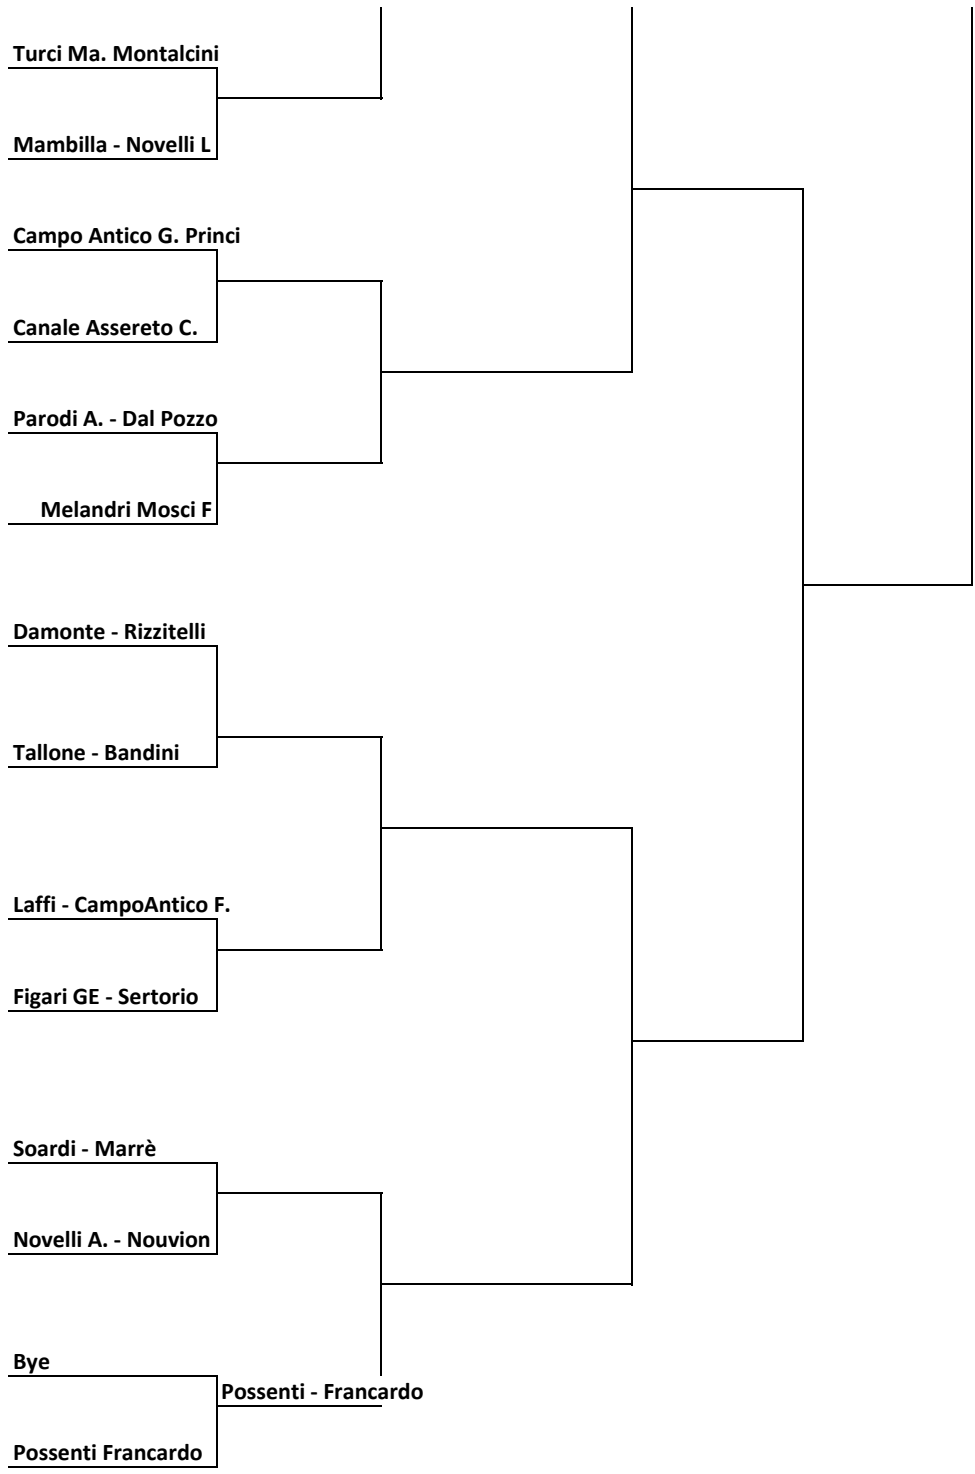 Turci Ma. Montalcini
Mambilla - Novelli L
Campo Antico G. Princi
Canale Assereto C.
Parodi A. - Dal Pozzo
Melandri Mosci F
Damonte - Rizzitelli
Tallone - Bandini
Laffi - CampoAntico F.
Figari GE - Sertorio
Soardi - Marrè
Novelli A. - Nouvion
Bye
Possenti - Francardo
Possenti Francardo